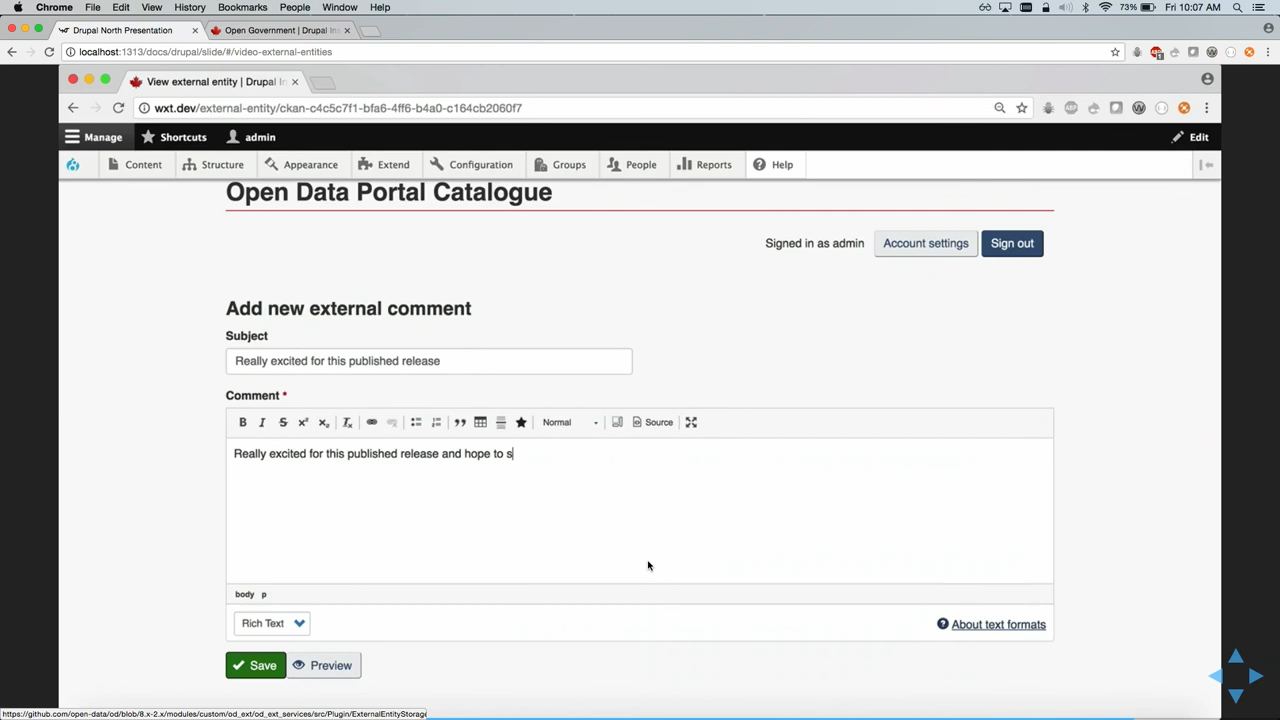 Chrome File Edit View History Bookmarks People Window Help 73% Fri 10:07 AM
Drupal North Presentation Open Government | Drupal In
localhost:1313/docs/drupal/slide/#/video-external-entities
View external entity | Drupal In
wxt.dev/external-entity/ckan-c4c5c7f1-bfa6-4ff6-b4a0-c164cb2060f7
Manage Shortcuts admin Edit
Content Structure Appearance Extend Configuration Groups People Reports Help
Open Data Portal Catalogue
Signed in as admin Account settings Sign out
Add new external comment
Subject
Really excited for this published release
Comment *
Normal Source
Really excited for this published release and hope to s
body p
Rich Text About text formats
Save Preview
https://github.com/open-data/od/blob/8.x-2.x/modules/custom/od_ext/od_ext_services/src/Plugin/ExternalEntityStorage